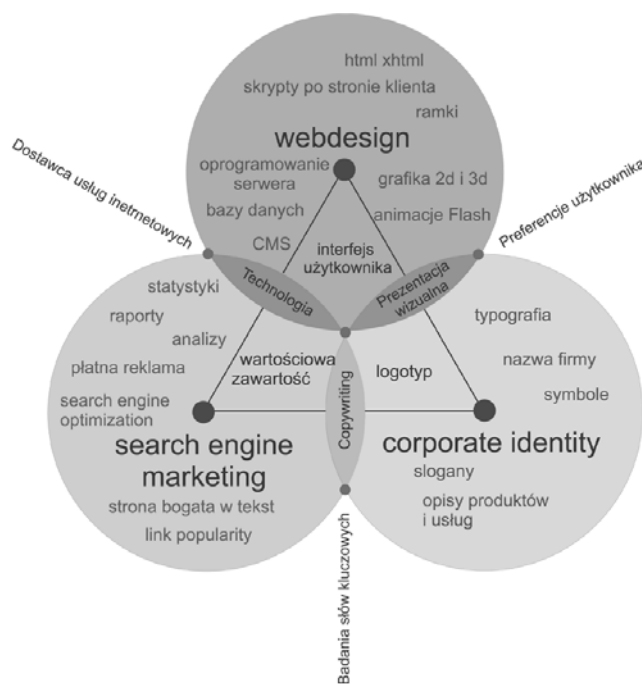 html xhtml
skrypty po stronie klienta
ramki
webdesign
oprogramowanie
serwera
grafika 2d i 3d
bazy danych
animacje Flash
CMS
interfejs
użytkownika
Dostawca usług inetrnetowych
Preferencje użytkownika
Technologia
Prezentacja
wizualna
statystyki
raporty
analizy
płatna reklama
wartościowa
zawartość
search engine
optimization
search engine
marketing
strona bogata w tekst
link popularity
Copywriting
logotyp
typografia
nazwa firmy
symbole
corporate identity
slogany
opisy produktów
i usług
Badania słów kluczowych